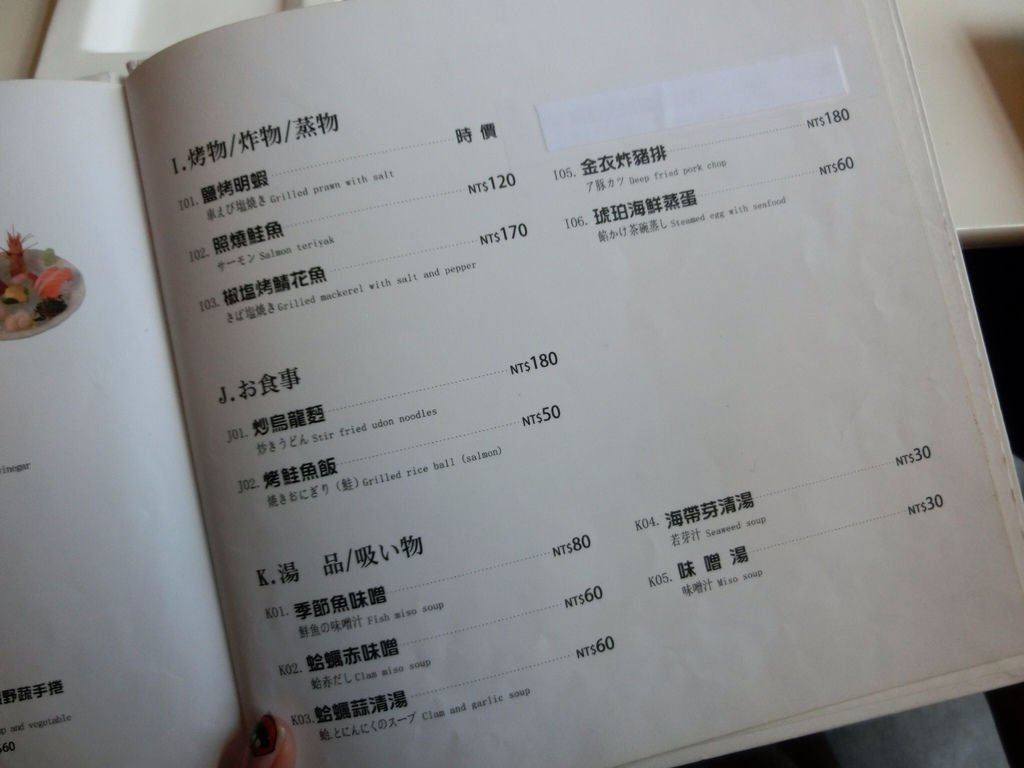 I.烤物/炸物/蒸物
I01. 鹽烤明蝦 時 價
車えび塩焼き Grilled prawn with salt
I02. 照燒鮭魚 NT$120
サーモン Salmon teriyak
I03. 椒塩烤鯖花魚 NT$170
さば塩焼き Grilled mackerel with salt and pepper
I05. 金衣炸豬排 NT$180
ア豚カツ Deep fried pork chop
I06. 琥珀海鮮蒸蛋 NT$60
餡かけ茶碗蒸し Steamed egg with seafood
J.お食事
J01. 炒烏龍麵 NT$180
炒きうどん Stir fried udon noodles
J02. 烤鮭魚飯 NT$50
焼きおにぎり (鮭) Grilled rice ball (salmon)
K.湯 品/吸い物
K01. 季節魚味噌 NT$80
鮮魚の味噌汁 Fish miso soup
K02. 蛤蠣赤味噌 NT$60
蛤赤だし Clam miso soup
K03. 蛤蠣蒜清湯 NT$60
蛤.とにんにくのスープ Clam and garlic soup
K04. 海帶芽清湯 NT$30
若芽汁 Seaweed soup
K05. 味 噌 湯 NT$30
味噌汁 Miso soup
vinegar
野蔬手捲
and vegetable
60